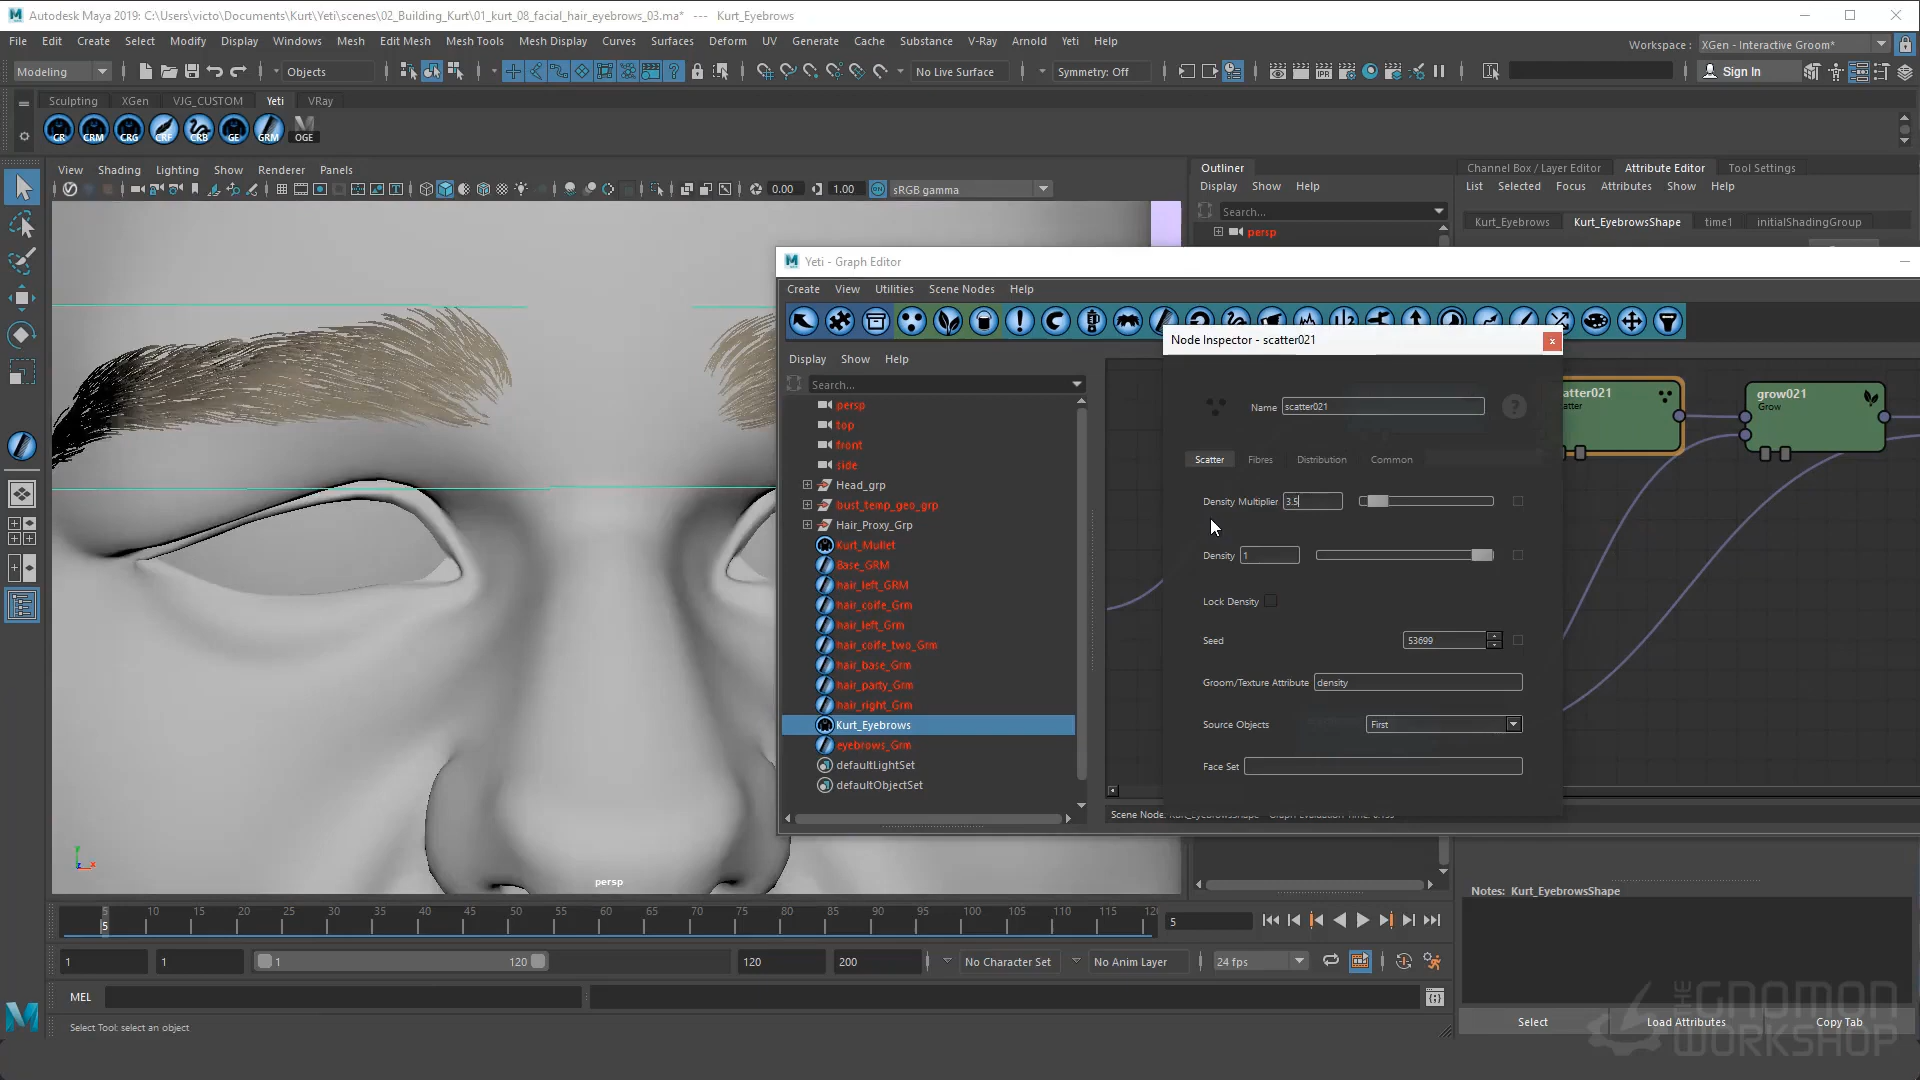 Autodesk Maya 2019: C:\Users\victo\Documents\Kurt\Yeti\scenes\02_Building_Kurt\01_kurt_08_facial_hair_eyebrows_03.ma* --- Kurt_Eyebrows
File Edit Create Select Modify Display Windows Mesh Edit Mesh Mesh Tools Mesh Display Curves Surfaces Deform UV Generate Cache Substance V-Ray Arnold Yeti Help
Workspace : XGen - Interactive Groom*
Modeling Objects No Live Surface Symmetry: Off IPR Sign In
Sculpting XGen VJG_CUSTOM Yeti VRay
CR CRM CRG CRF CRB GE GRM OGE
View Shading Lighting Show Renderer Panels
0.00 1.00 sRGB gamma
Outliner
Display Show Help
Search...
persp
Channel Box / Layer Editor Attribute Editor Tool Settings
List Selected Focus Attributes Show Help
Kurt_Eyebrows Kurt_EyebrowsShape time1 initialShadingGroup
Yeti - Graph Editor
Create View Utilities Scene Nodes Help
Display Show Help
Search...
persp
top
front
side
Head_grp
bust_temp_geo_grp
Hair_Proxy_Grp
Kurt_Mullet
Base_GRM
hair_left_GRM
hair_coife_Grm
hair_left_Grm
hair_coife_two_Grm
hair_base_Grm
hair_party_Grm
hair_right_Grm
Kurt_Eyebrows
eyebrows_Grm
defaultLightSet
defaultObjectSet
Node Inspector - scatter021
Name scatter021 ?
Scatter Fibres Distribution Common
Density Multiplier 3.5
Density 1
Lock Density
Seed 53699
Groom/Texture Attribute density
Source Objects First
Face Set
atter021
atter
grow021
Grow
Scene Node:
persp
Notes: Kurt_EyebrowsShape
5 10 15 20 25 30 35 40 45 50 55 60 65 70 75 80 85 90 95 100 105 110 115 12
5
5
1 1 1 120 120 200 No Character Set No Anim Layer 24 fps
MEL
Select Tool: select an object
Select Load Attributes Copy Tab
THE GNOMON WORKSHOP